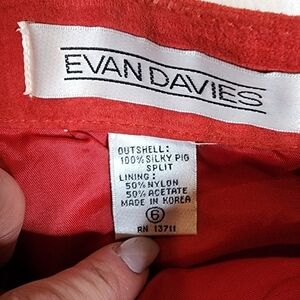 EVAN DAVIES
OUTSHELL:
100% SILKY PIG
SPLIT
LINING:
50% NYLON
50% ACETATE
MADE IN KOREA
6
RN 13711